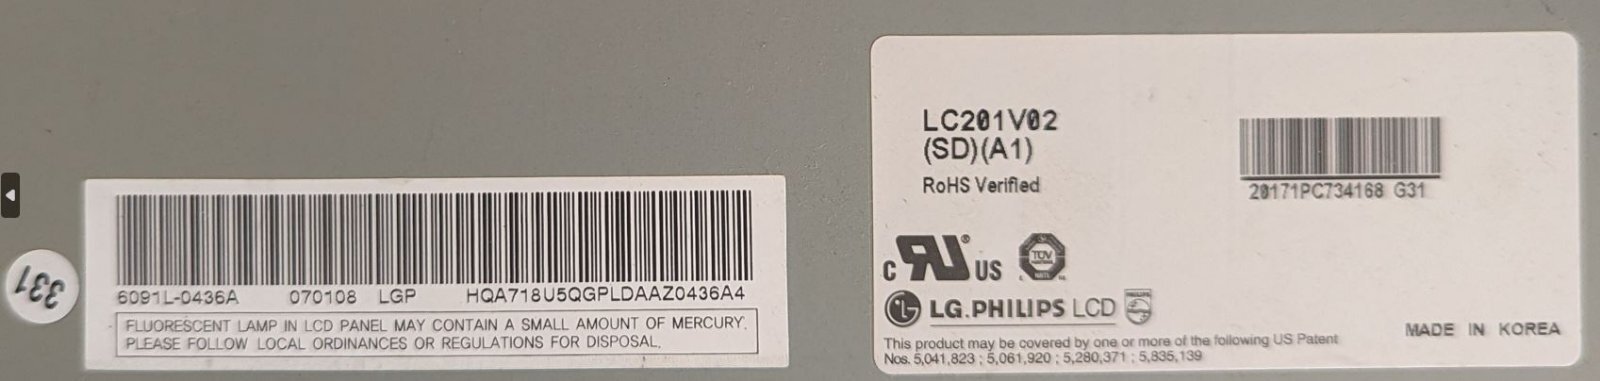 331
6091L-0436A 070108 LGP HQA718U5QGPLDAAZ0436A4
FLUORESCENT LAMP IN LCD PANEL MAY CONTAIN A SMALL AMOUNT OF MERCURY.
PLEASE FOLLOW LOCAL ORDINANCES OR REGULATIONS FOR DISPOSAL.
LC201V02
(SD)(A1)
RoHS Verified
20171PC734168 G31
c RU ® US
TÜV
LG.PHILIPS LCD
PHILIPS
This product may be covered by one or more of the following US Patent
Nos. 5,041,823 ; 5,061,920 ; 5,280,371 ; 5,835,139
MADE IN KOREA